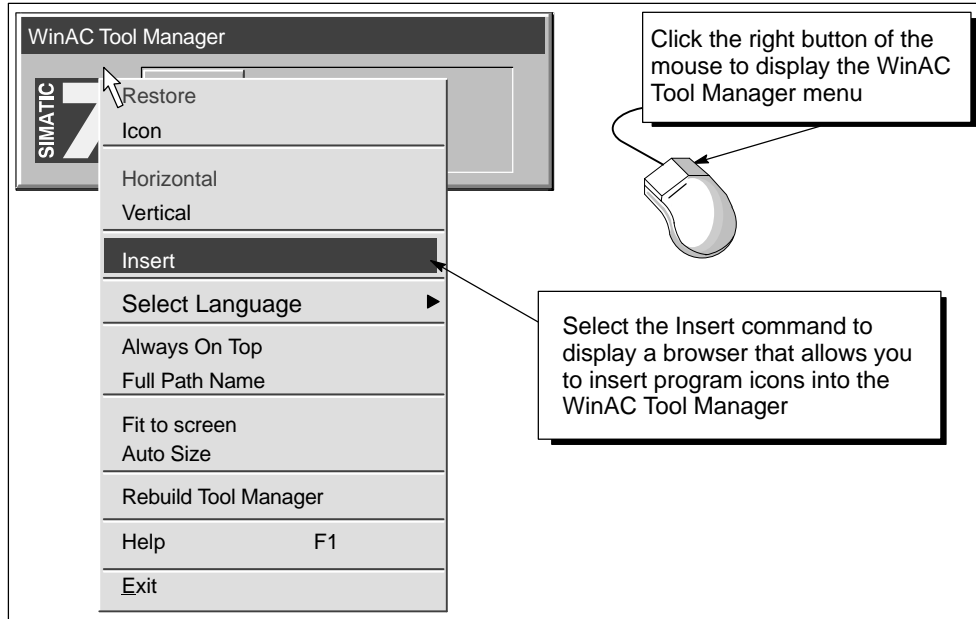 WinAC Tool Manager
SIMATIC
7
Restore
Icon
Horizontal
Vertical
Insert
Select Language
Always On Top
Full Path Name
Fit to screen
Auto Size
Rebuild Tool Manager
Help F1
Exit
Click the right button of the
mouse to display the WinAC
Tool Manager menu
Select the Insert command to
display a browser that allows you
to insert program icons into the
WinAC Tool Manager